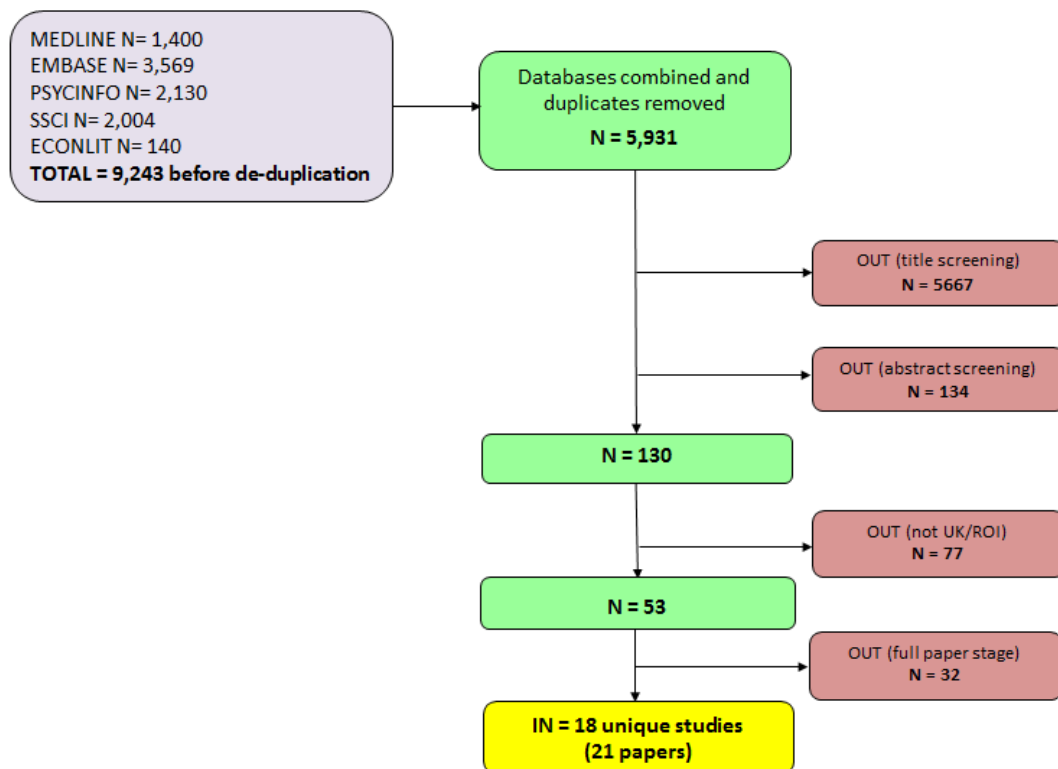 MEDLINE N= 1,400
EMBASE N= 3,569
PSYCINFO N= 2,130
SSCI N= 2,004
ECONLIT N= 140
TOTAL = 9,243 before de-duplication
Databases combined and
duplicates removed
N = 5,931
OUT (title screening)
N = 5667
OUT (abstract screening)
N = 134
N = 130
OUT (not UK/ROI)
N = 77
N = 53
OUT (full paper stage)
N = 32
IN = 18 unique studies
(21 papers)